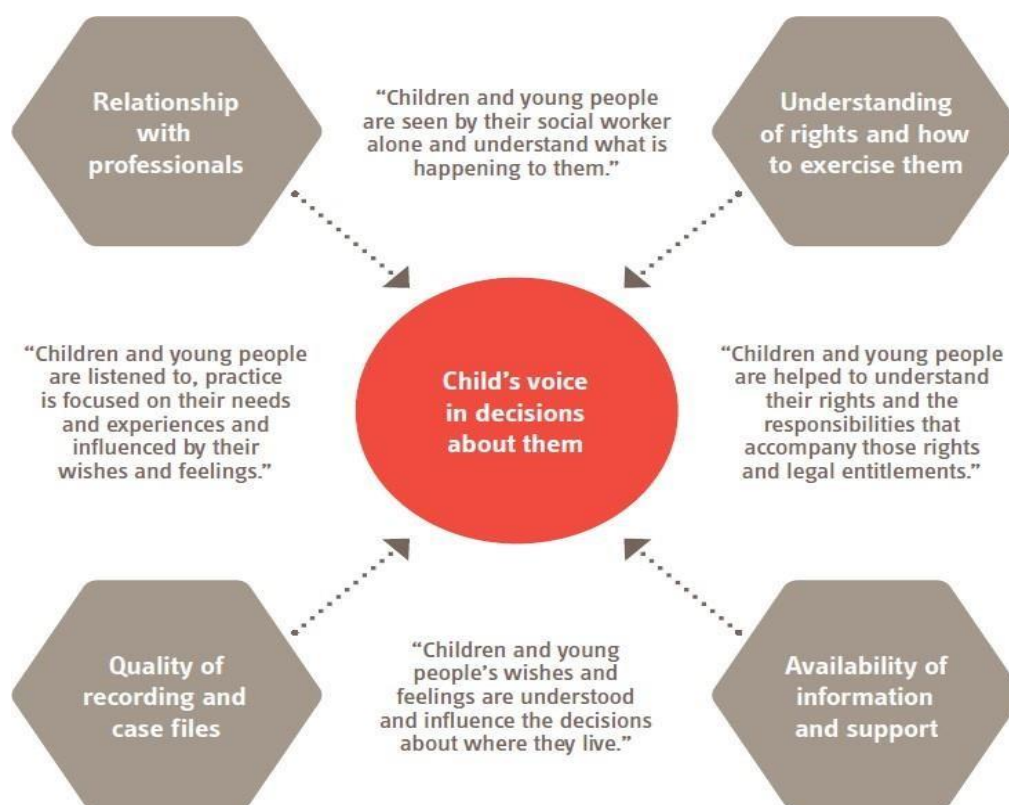 Relationship
with
professionals
“Children and young people
are seen by their social worker
alone and understand what is
happening to them.”
Understanding
of rights and how
to exercise them
“Children and young people
are listened to, practice
is focused on their needs
and experiences and
influenced by their
wishes and feelings.”
Child’s voice
in decisions
about them
“Children and young people
are helped to understand
their rights and the
responsibilities that
accompany those rights
and legal entitlements.”
Quality of
recording and
case files
“Children and young
people’s wishes and
feelings are understood
and influence the decisions
about where they live.”
Availability of
information
and support